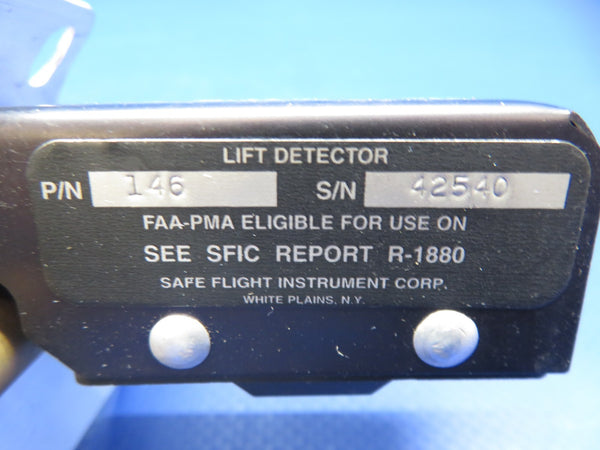 LIFT DETECTOR
P/N 146 S/N 42540
FAA-PMA ELIGIBLE FOR USE ON
SEE SFIC REPORT R-1880
SAFE FLIGHT INSTRUMENT CORP.
WHITE PLAINS, N.Y.